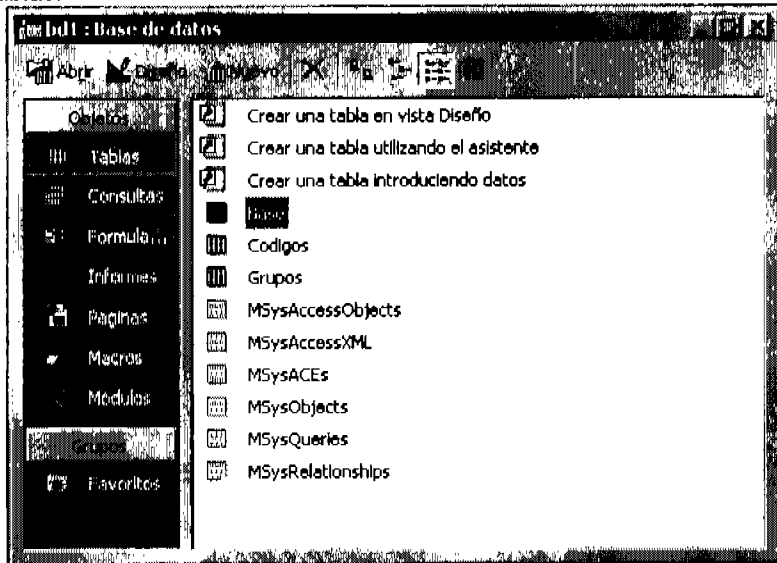 bd1 : Base de datos
Abrir Diseño Nuevo
Objetos
Tablas
Consultas
Formula...
Informes
Páginas
Macros
Módulos
Grupos
Favoritos
Crear una tabla en vista Diseño
Crear una tabla utilizando el asistente
Crear una tabla introduciendo datos
Codigos
Grupos
MSysAccessObjects
MSysAccessXML
MSysACEs
MSysObjects
MSysQueries
MSysRelationships